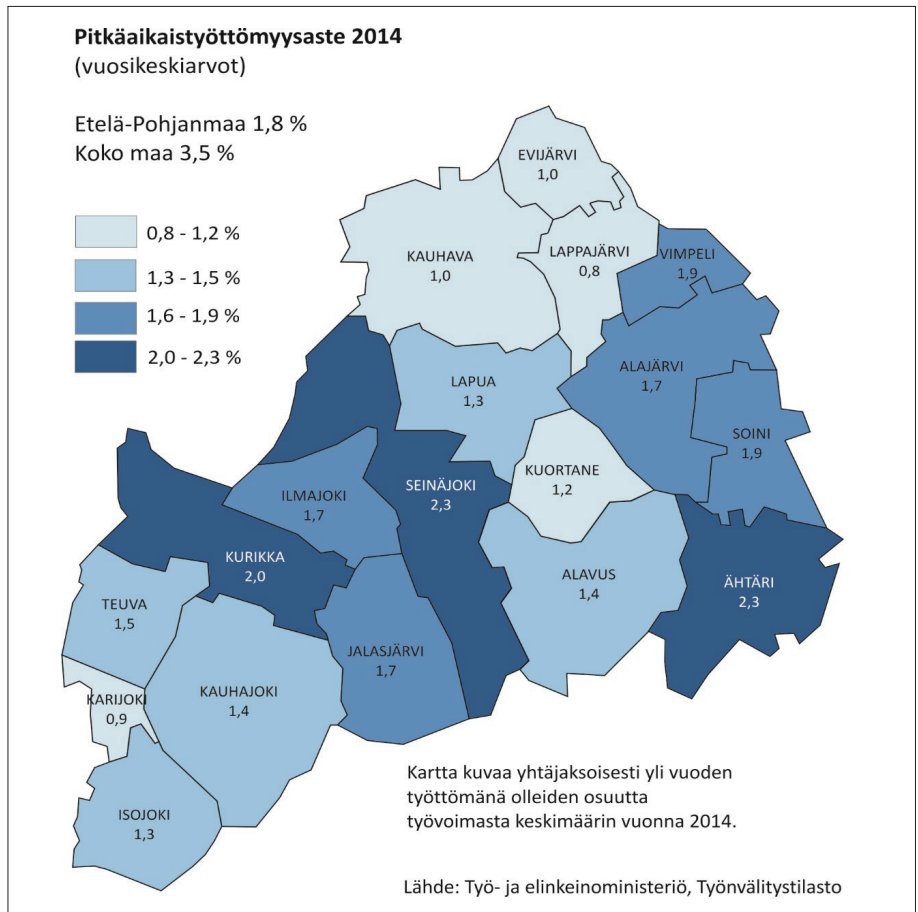 Pitkäaikaistyöttömyysaste 2014
(vuosikeskiarvot)
Etelä-Pohjanmaa 1,8 %
Koko maa 3,5 %
0,8 - 1,2 %
1,3 - 1,5 %
1,6 - 1,9 %
2,0 - 2,3 %
EVIJÄRVI
1,0
KAUHAVA
1,0
LAPPAJÄRVI
0,8
VIMPELI
1,9
LAPUA
1,3
ALAJÄRVI
1,7
SOINI
1,9
KUORTANE
1,2
SEINÄJOKI
2,3
ILMAJOKI
1,7
KURIKKA
2,0
ALAVUS
1,4
ÄHTÄRI
2,3
TEUVA
1,5
JALASJÄRVI
1,7
KAUHAJOKI
1,4
KARIJOKI
0,9
ISOJOKI
1,3
Kartta kuvaa yhtäjaksoisesti yli vuoden
työttömänä olleiden osuutta
työvoimasta keskimäärin vuonna 2014.
Lähde: Työ- ja elinkeinoministeriö, Työnvälitystilasto